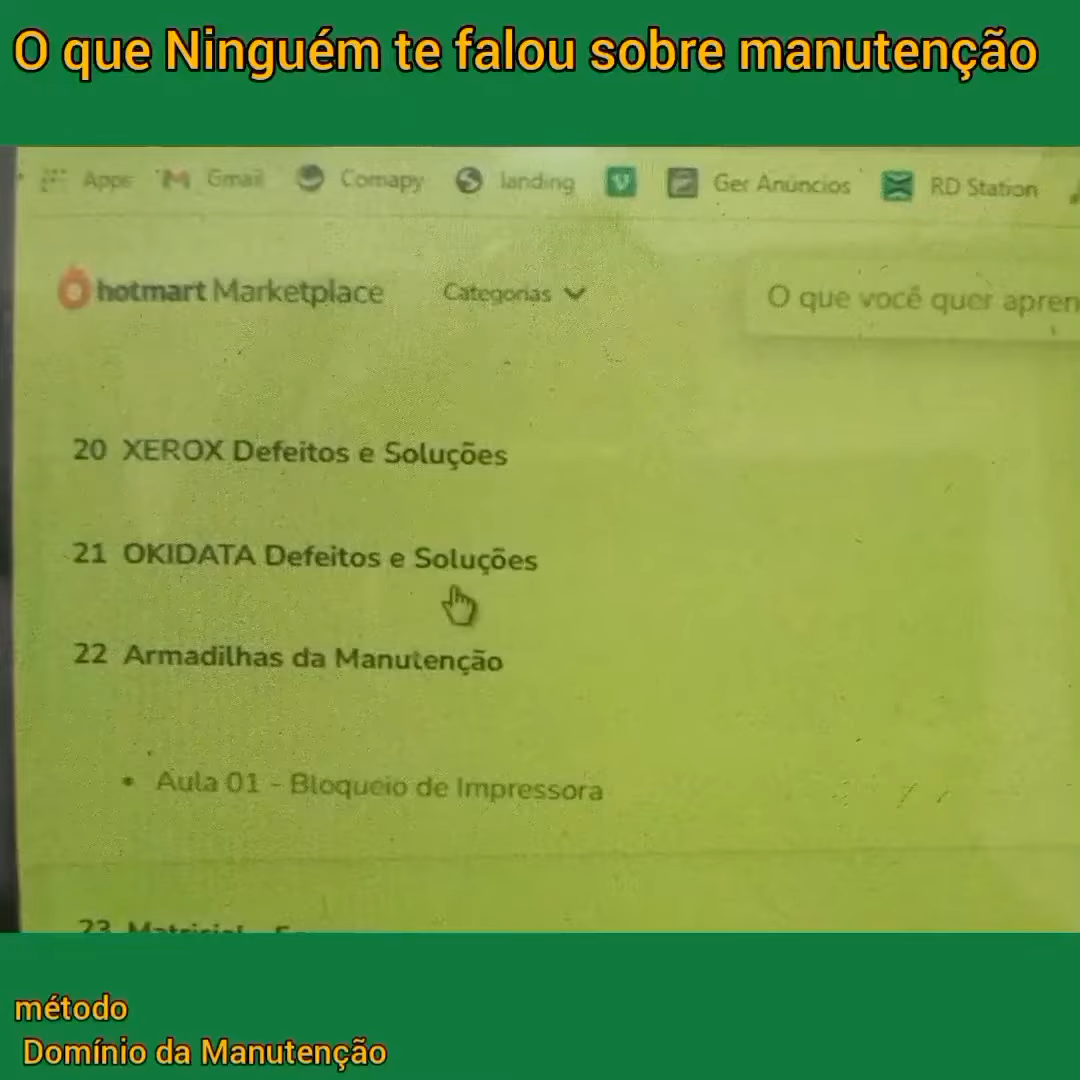 O que Ninguém te falou sobre manutenção
Apps Gmail Comapy landing Ger Anúncios RD Station
hotmart Marketplace Categorias O que você quer apren
20 XEROX Defeitos e Soluções
21 OKIDATA Defeitos e Soluções
22 Armadilhas da Manutenção
• Aula 01 - Bloqueio de Impressora
23 Matricial
método
Domínio da Manutenção